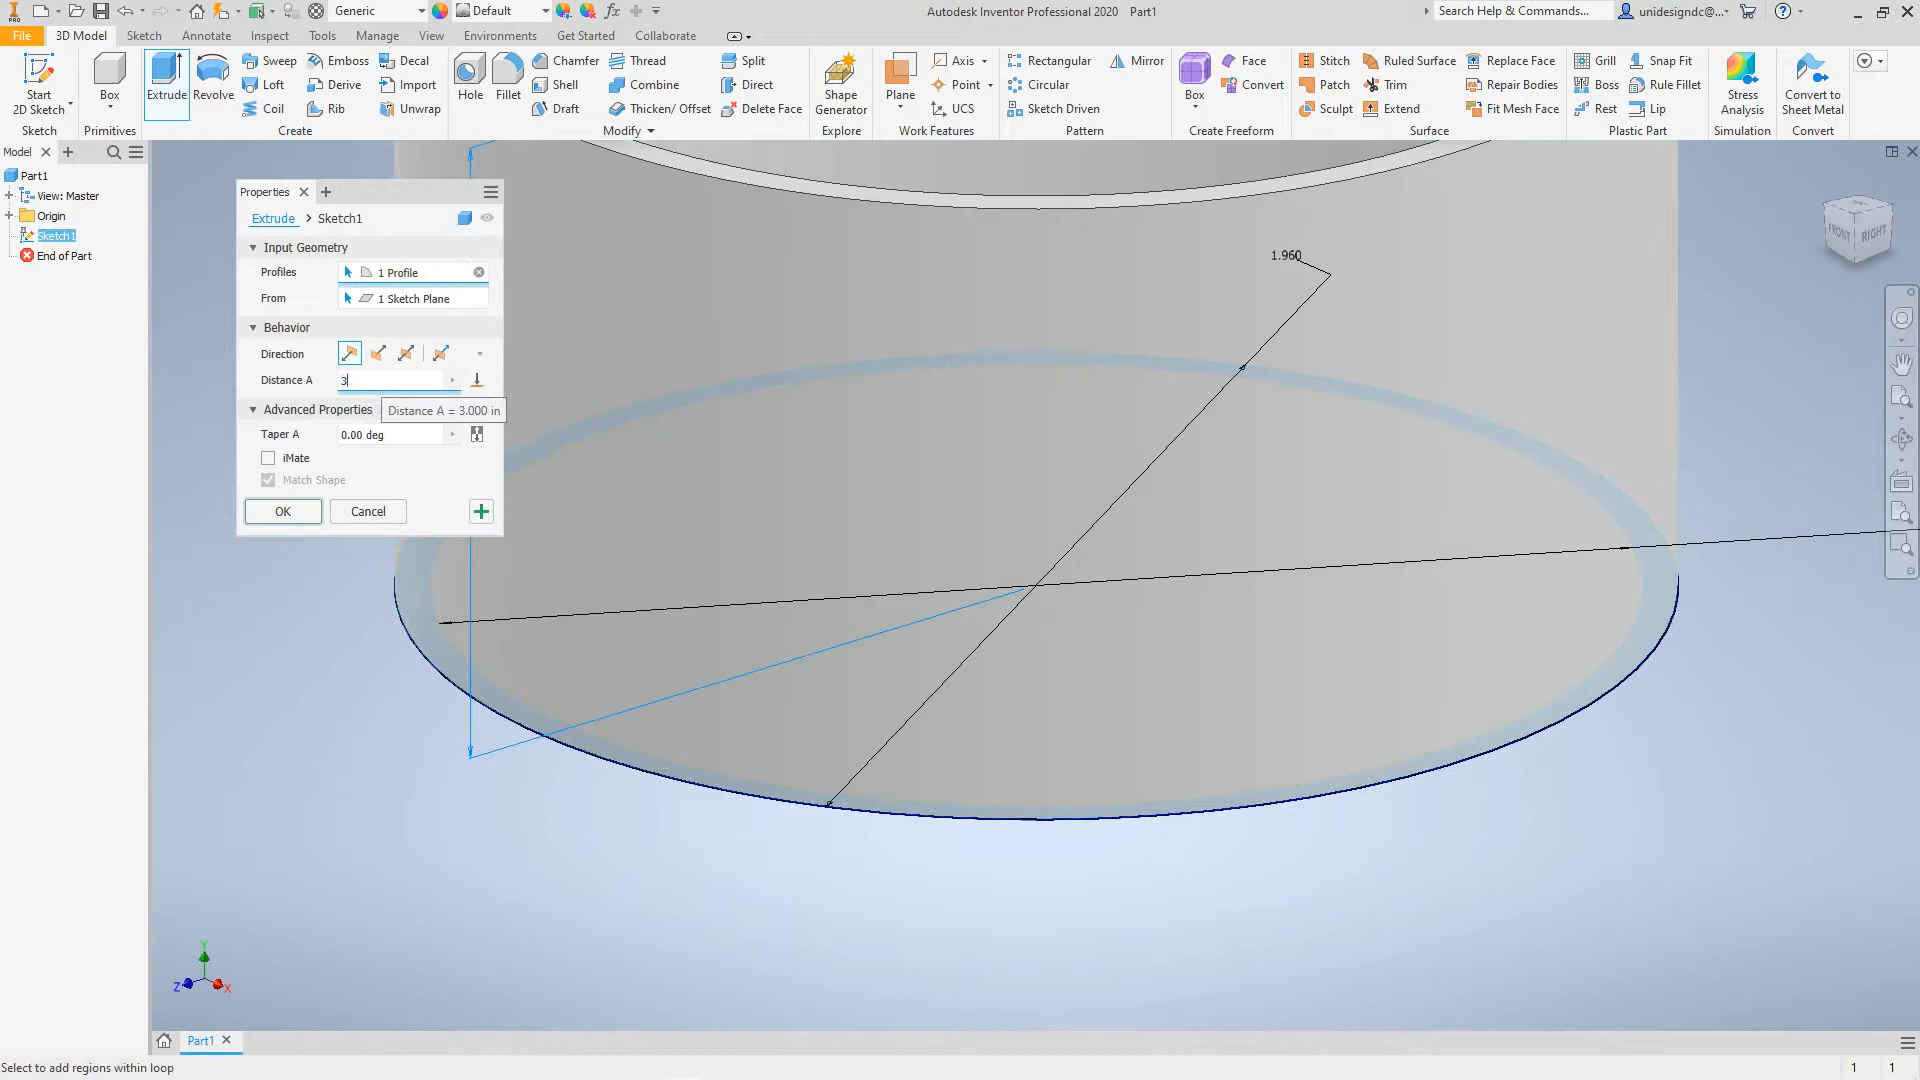 Generic
Default
Autodesk Inventor Professional 2020 Part1
Search Help & Commands...
unidesigndc@...
File 3D Model Sketch Annotate Inspect Tools Manage View Environments Get Started Collaborate
Start
2D Sketch
Sketch
Box
Primitives
Extrude
Revolve
Sweep
Loft
Coil
Emboss
Derive
Rib
Decal
Import
Unwrap
Create
Hole
Fillet
Chamfer
Shell
Draft
Thread
Combine
Thicken/ Offset
Split
Direct
Delete Face
Modify
Shape
Generator
Explore
Plane
Axis
Point
UCS
Work Features
Rectangular
Circular
Sketch Driven
Mirror
Pattern
Box
Face
Convert
Create Freeform
Stitch
Patch
Sculpt
Ruled Surface
Trim
Extend
Replace Face
Repair Bodies
Fit Mesh Face
Surface
Grill
Boss
Rest
Snap Fit
Rule Fillet
Lip
Plastic Part
Stress
Analysis
Simulation
Convert to
Sheet Metal
Convert
Model
Part1
View: Master
Origin
Sketch1
End of Part
Properties
Extrude > Sketch1
Input Geometry
Profiles 1 Profile
From 1 Sketch Plane
Behavior
Direction
Distance A 3
Advanced Properties
Distance A = 3.000 in
Taper A 0.00 deg
iMate
Match Shape
OK Cancel
1.960
FRONT RIGHT
Y
Z X
Part1
Select to add regions within loop
1 1